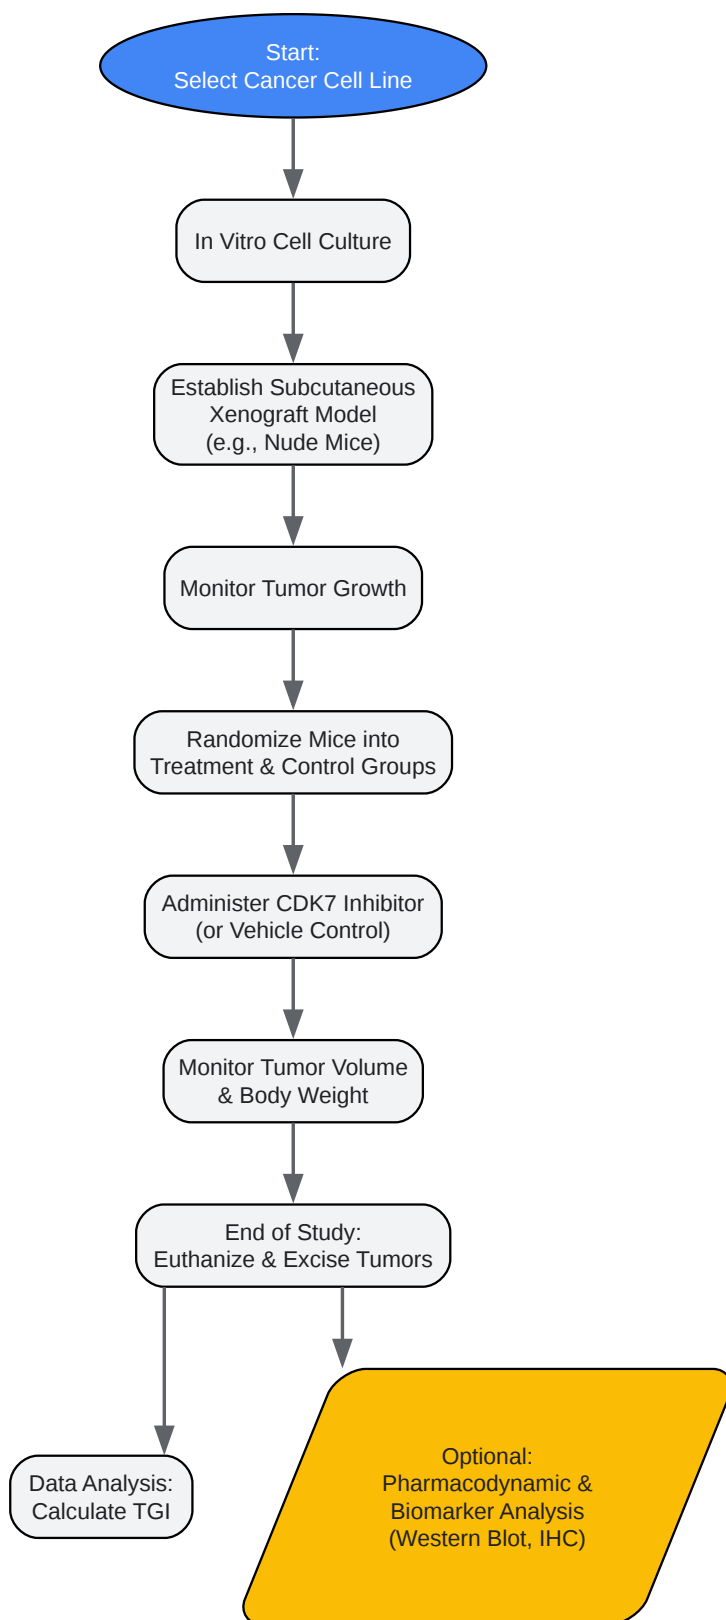 Start:
Select Cancer Cell Line
In Vitro Cell Culture
Establish Subcutaneous
Xenograft Model
(e.g., Nude Mice)
Monitor Tumor Growth
Randomize Mice into
Treatment & Control Groups
Administer CDK7 Inhibitor
(or Vehicle Control)
Monitor Tumor Volume
& Body Weight
End of Study:
Euthanize & Excise Tumors
Data Analysis:
Calculate TGI
Optional:
Pharmacodynamic &
Biomarker Analysis
(Western Blot, IHC)